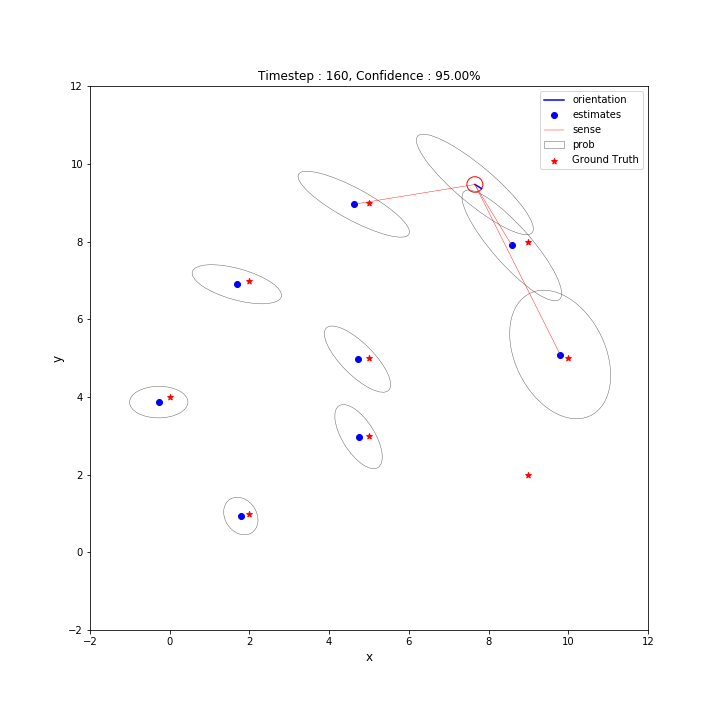 Timestep : 160, Confidence : 95.00%
orientation
estimates
sense
prob
Ground Truth
12
10
8
6
4
2
0
−2
y
−2 0 2 4 6 8 10 12
x